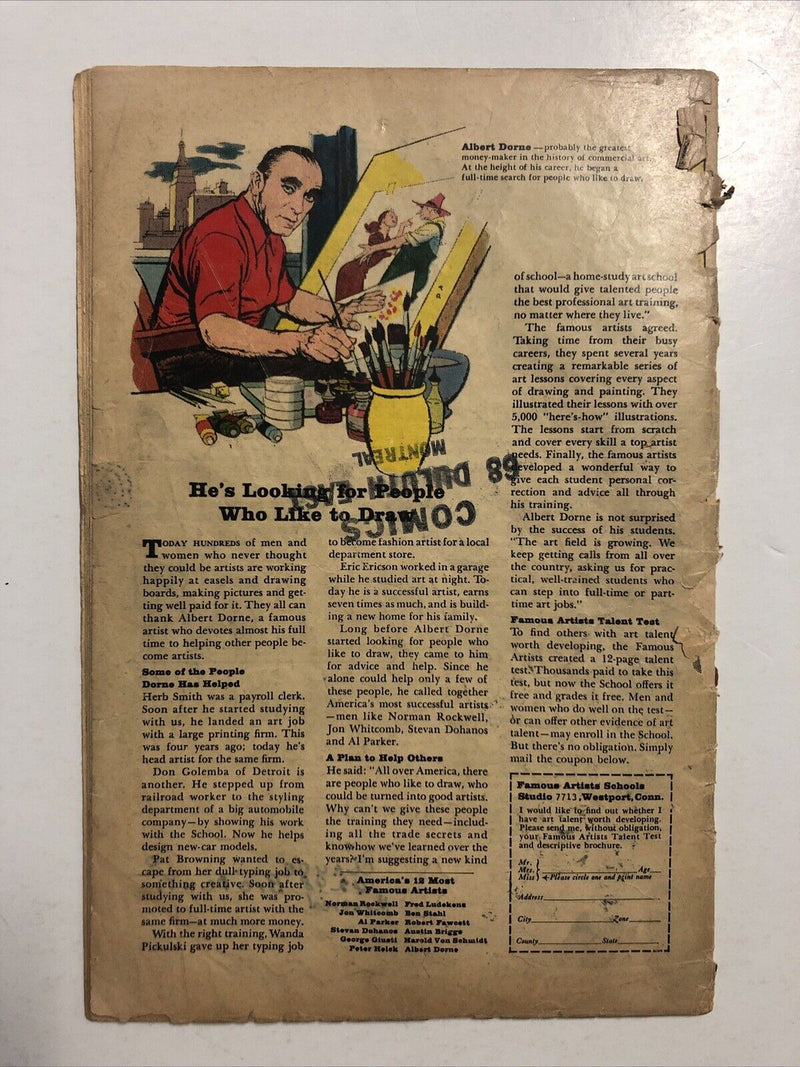 Albert Dorne —probably the greatest
money-maker in the history of commercial art.
At the height of his career, he began a
full-time search for people who like to draw.
He's Looking for People
Who Like to Draw
TODAY HUNDREDS of men and
women who never thought
they could be artists are working
happily at easels and drawing
boards, making pictures and get-
ting well paid for it. They all can
thank Albert Dorne, a famous
artist who devotes almost his full
time to helping other people be-
come artists.
Some of the People
Dorne Has Helped
Herb Smith was a payroll clerk.
Soon after he started studying
with us, he landed an art job
with a large printing firm. This
was four years ago; today he's
head artist for the same firm.
Don Golemba of Detroit is
another. He stepped up from
railroad worker to the styling
department of a big automobile
company—by showing his work
with the School. Now he helps
design new-car models.
Pat Browning wanted to es-
cape from her dull typing job to
something creative. Soon after
studying with us, she was pro-
moted to full-time artist with the
same firm—at much more money.
With the right training, Wanda
Pickulski gave up her typing job
to become fashion artist for a local
department store.
Eric Ericson worked in a garage
while he studied art at night. To-
day he is a successful artist, earns
seven times as much, and is build-
ing a new home for his family.
Long before Albert Dorne
started looking for people who
like to draw, they came to him
for advice and help. Since he
alone could help only a few of
these people, he called together
America's most successful artists
—men like Norman Rockwell,
Jon Whitcomb, Stevan Dohanos
and Al Parker.
A Plan to Help Others
He said: "All over America, there
are people who like to draw, who
could be turned into good artists.
Why can't we give these people
the training they need—includ-
ing all the trade secrets and
know-how we've learned over the
years? I'm suggesting a new kind
America's 12 Most
Famous Artists
Norman Rockwell Fred Ludekens
Jon Whitcomb Ben Stahl
Al Parker Robert Fawcett
Stevan Dohanos Austin Briggs
George Giusti Harold Von Schmidt
Peter Helck Albert Dorne
of school—a home-study art school
that would give talented people
the best professional art training,
no matter where they live."
The famous artists agreed.
Taking time from their busy
careers, they spent several years
creating a remarkable series of
art lessons covering every aspect
of drawing and painting. They
illustrated their lessons with over
5,000 "here's-how" illustrations.
The lessons start from scratch
and cover every skill a top artist
needs. Finally, the famous artists
developed a wonderful way to
give each student personal cor-
rection and advice all through
his training.
Albert Dorne is not surprised
by the success of his students.
"The art field is growing. We
keep getting calls from all over
the country, asking us for prac-
tical, well-trained students who
can step into full-time or part-
time art jobs."
Famous Artists Talent Test
To find others with art talent
worth developing, the Famous
Artists created a 12-page talent
test. Thousands paid to take this
test, but now the School offers it
free and grades it free. Men and
women who do well on the test—
or can offer other evidence of art
talent—may enroll in the School.
But there's no obligation. Simply
mail the coupon below.
Famous Artists Schools
Studio 7713, Westport, Conn.
I would like to find out whether I
have art talent worth developing.
Please send me, without obligation,
your Famous Artists Talent Test
and descriptive brochure.
Mr.
Mrs. Age
Miss Please circle one and print name
Address
City Zone
County State
COMICS
68 DULUTH EAST
MONTREAL